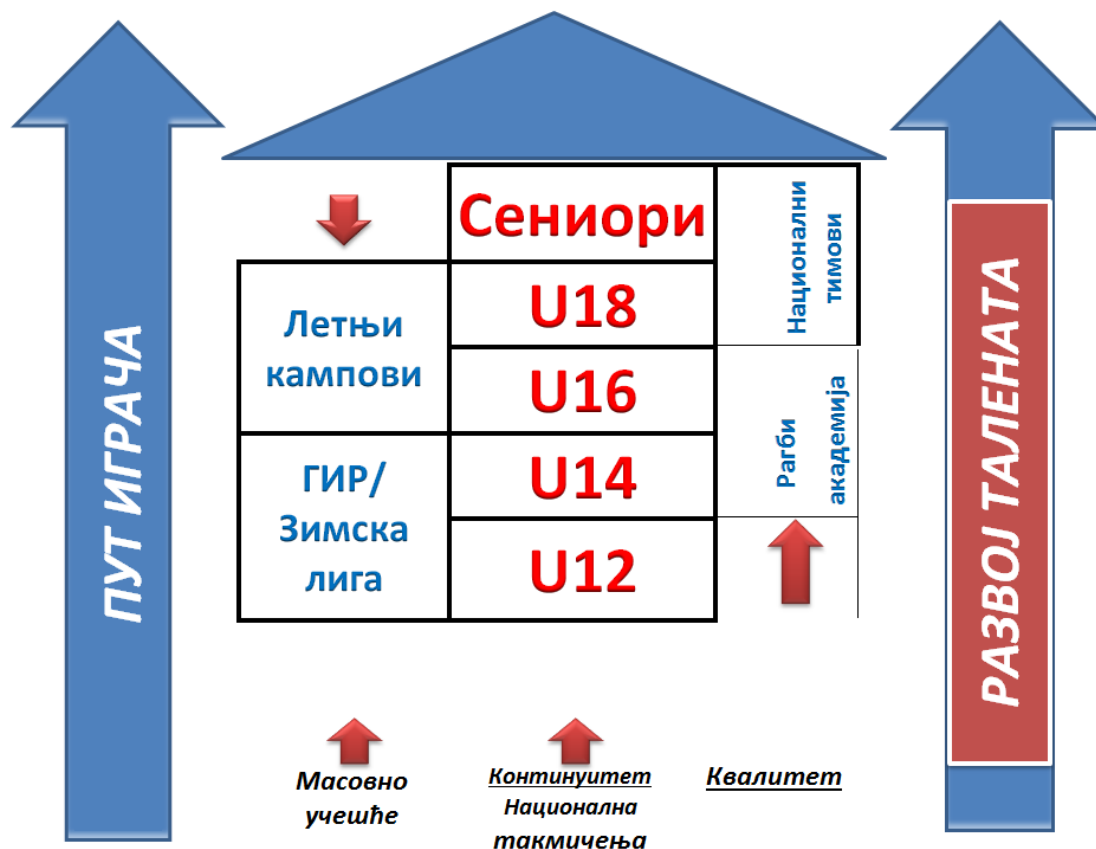 ПУТ ИГРАЧА
Сениори
U18
U16
U14
U12
Летњи
кампови
ГИР/
Зимска
лига
Национални
тимови
Рагби
академија
РАЗВОЈ ТАЛЕНАТА
Масовно
учешће
Континуитет
Национална
такмичења
Квалитет